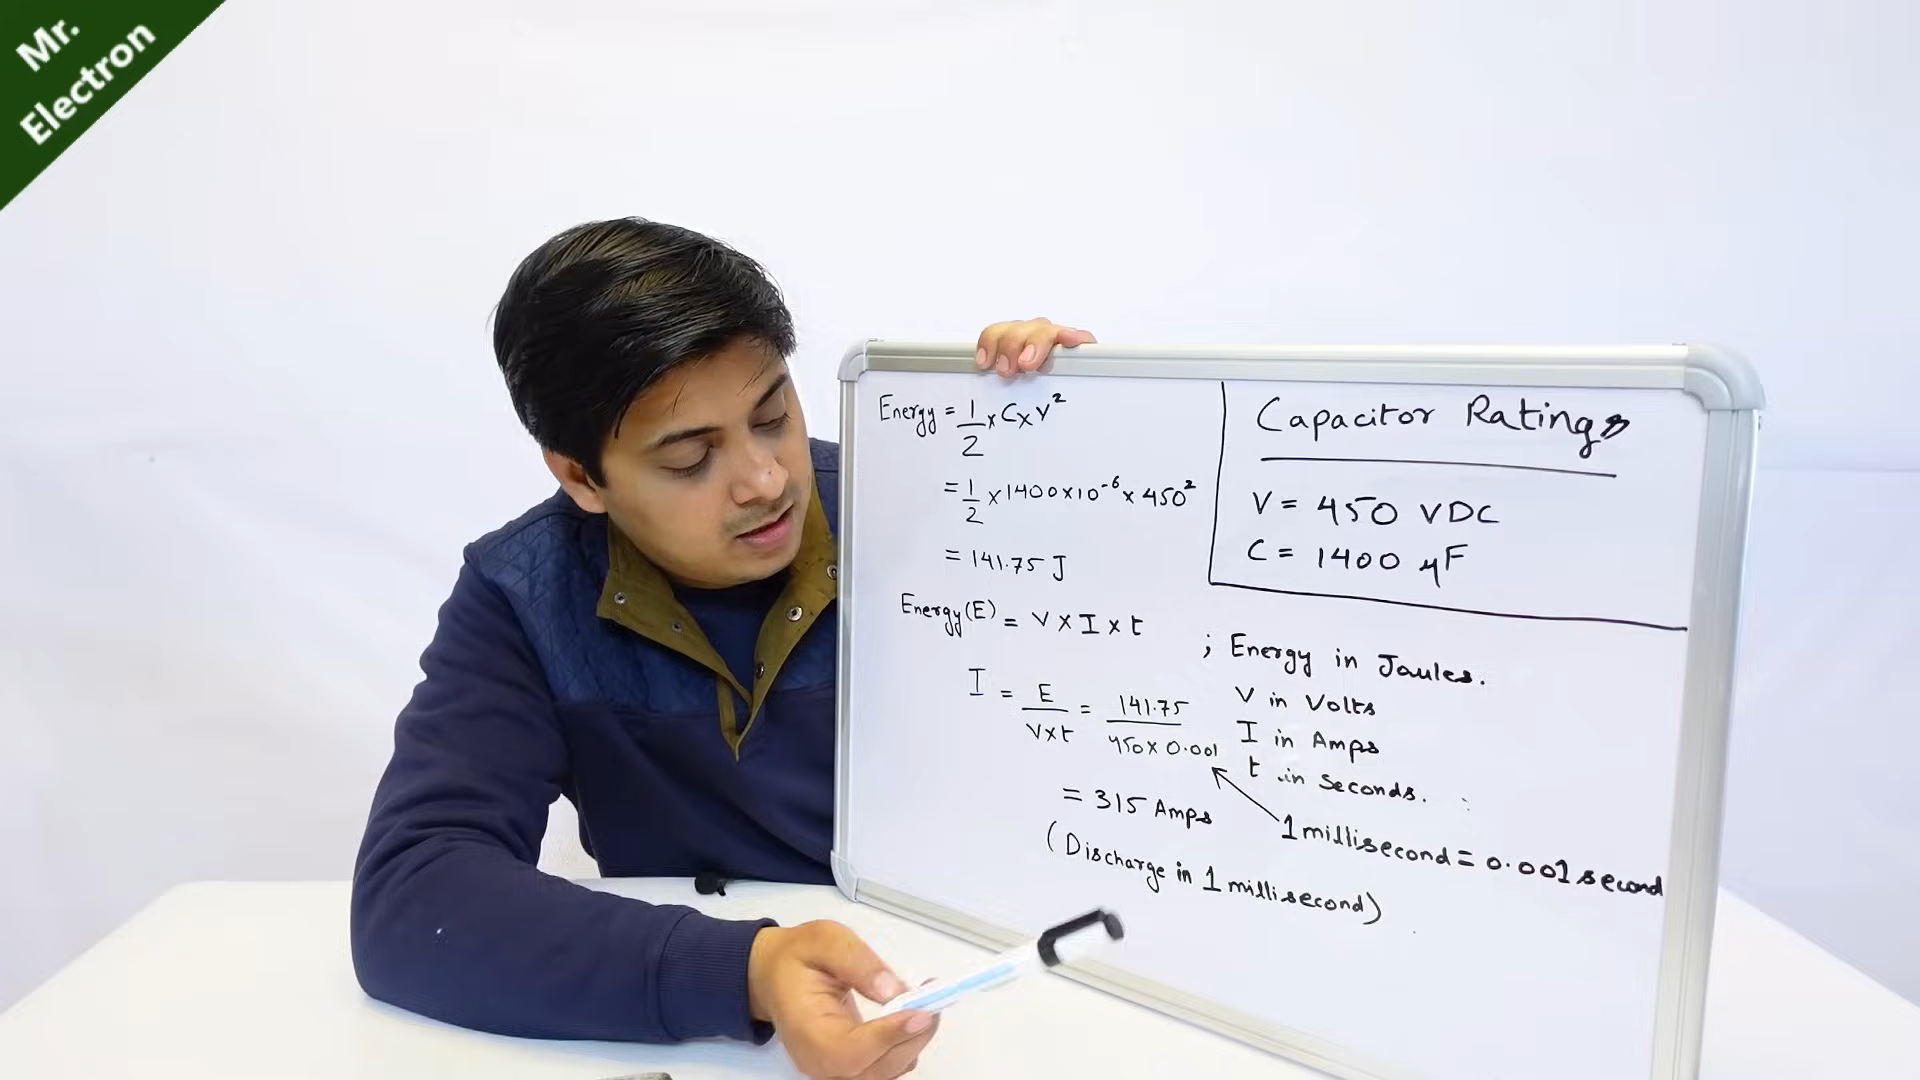 Mr.
Electron
Energy = 1/2 x C x V²
= 1/2 x 1400 x 10⁻⁶ x 450²
= 141.75 J
Energy (E) = V x I x t
I = E/(V x t) = 141.75/(450 x 0.001)
= 315 Amps
(Discharge in 1 millisecond)
Capacitor Ratings
V = 450 VDC
C = 1400 μF
; Energy in Joules.
V in Volts
I in Amps
t in seconds.
1 millisecond = 0.001 second